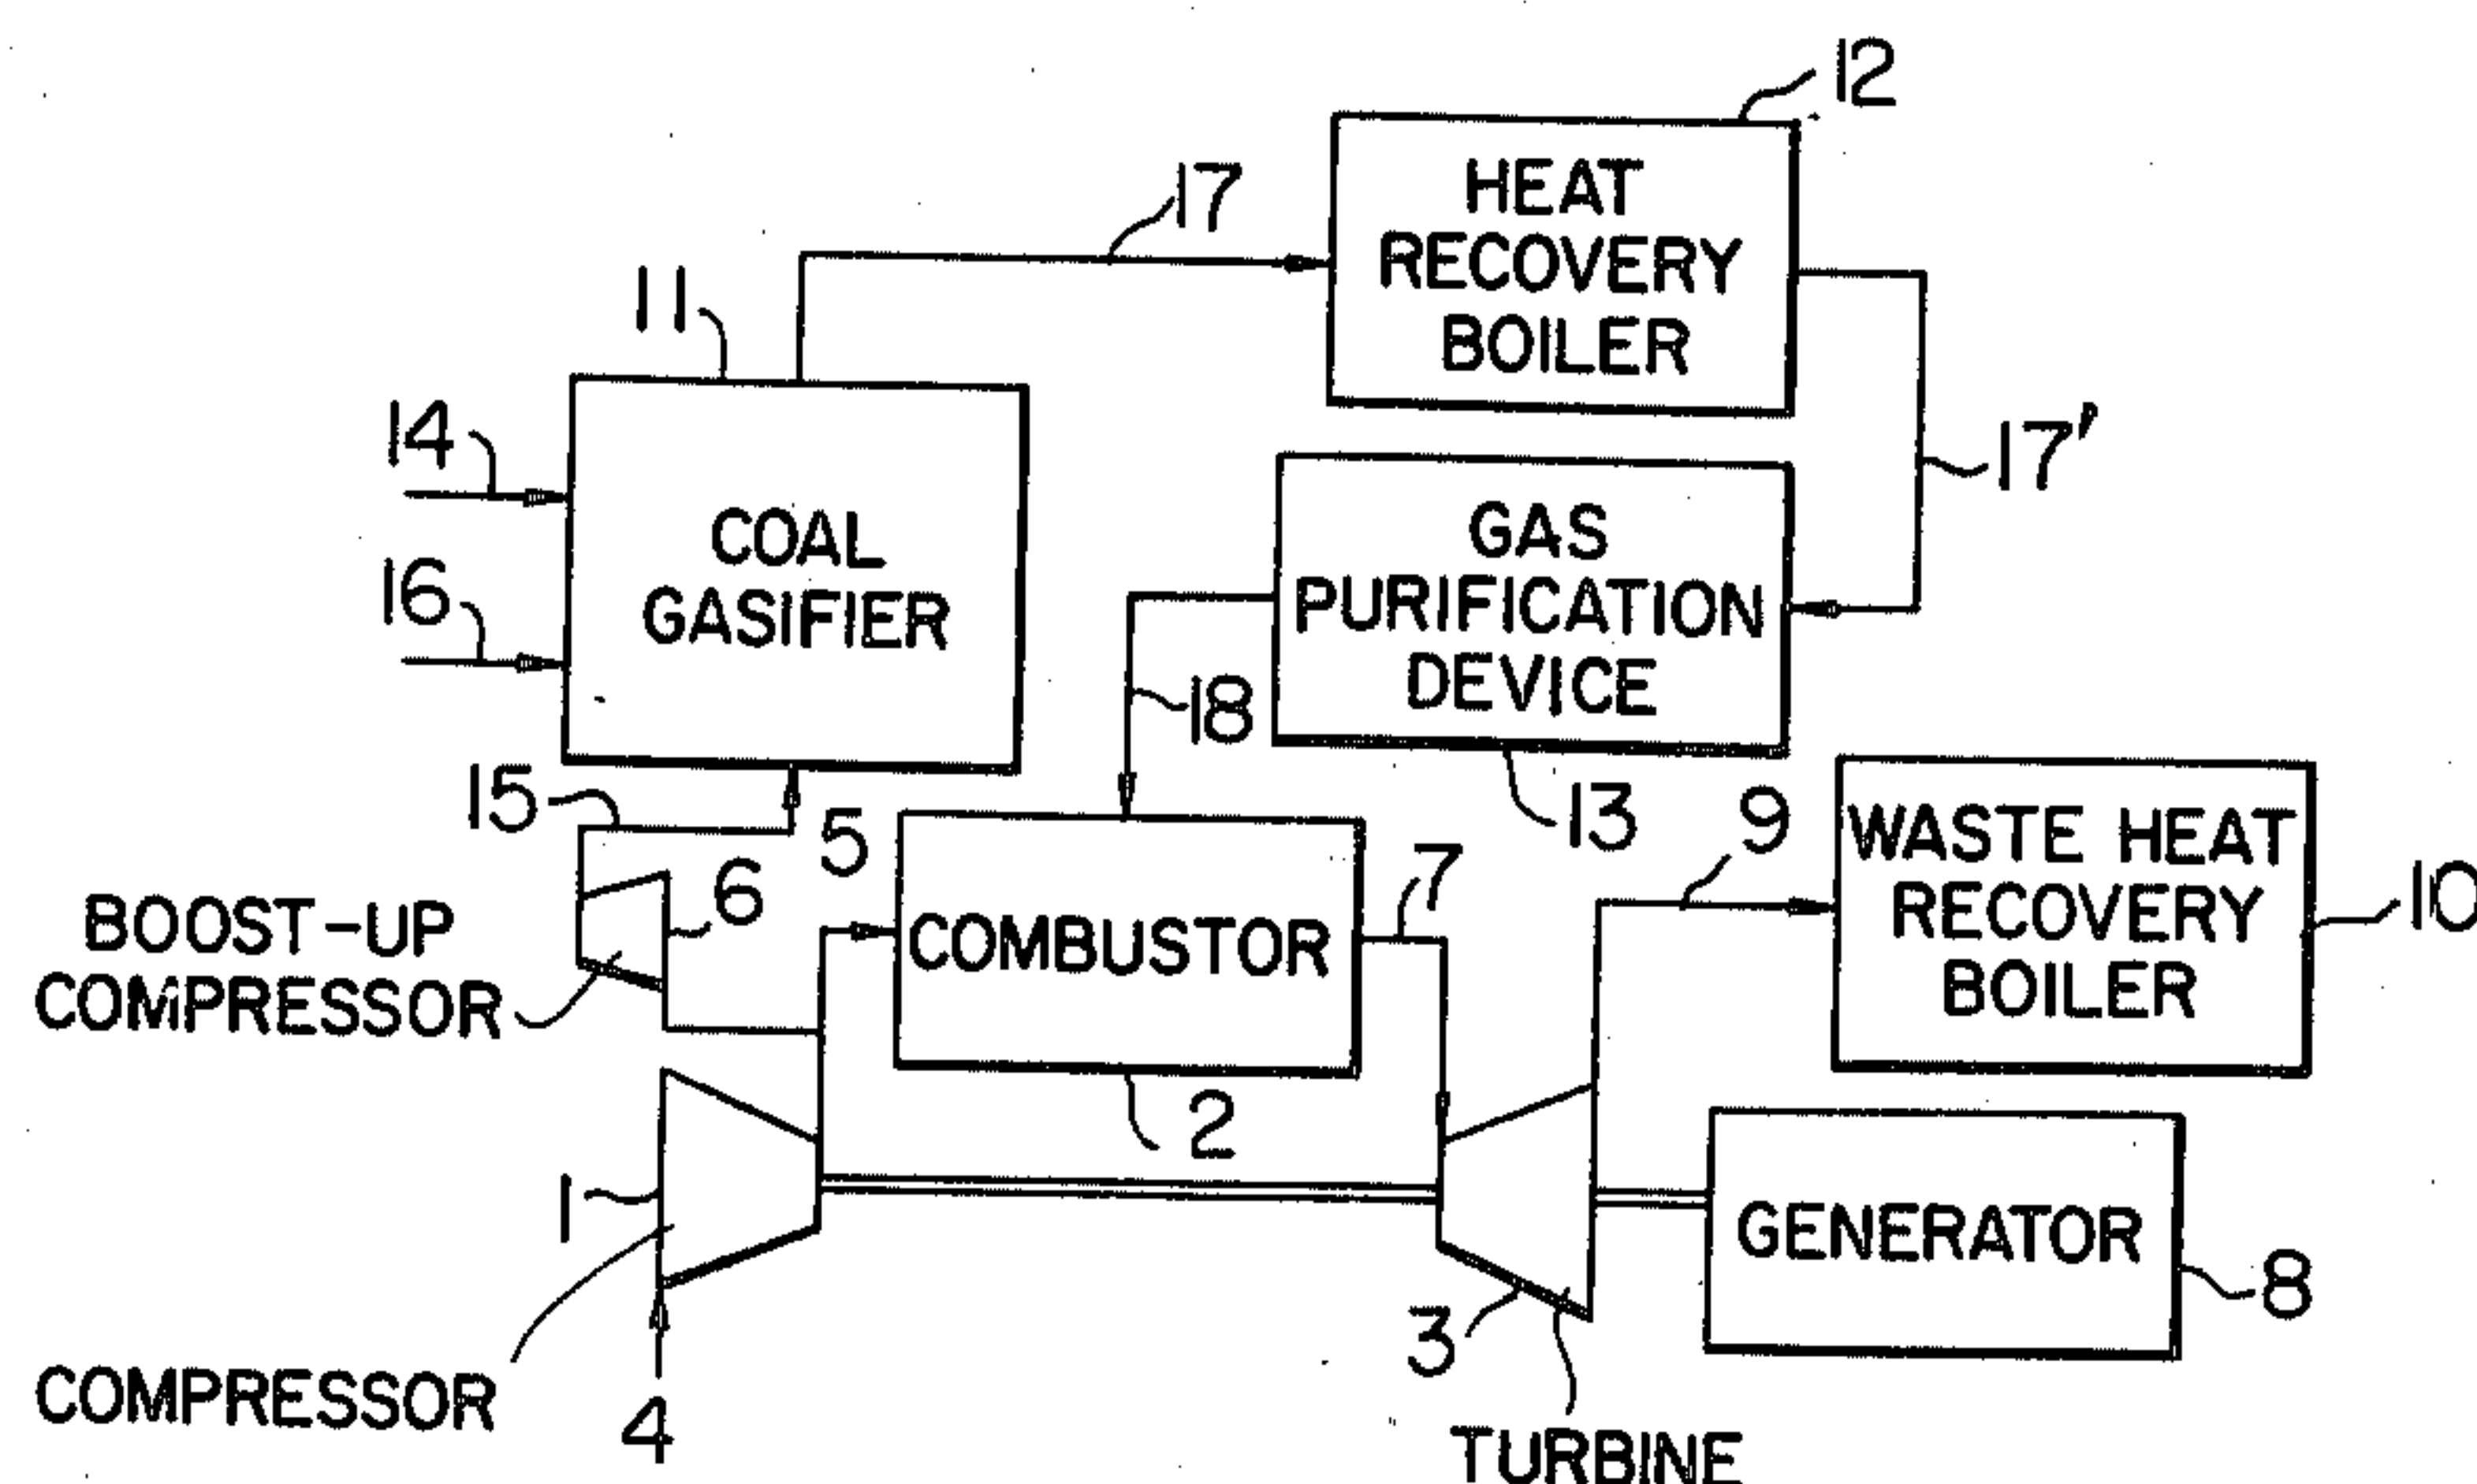 12
HEAT
RECOVERY
BOILER
17
11
14
16
COAL
GASIFIER
17'
GAS
PURIFICATION
DEVICE
18
13
15
5
6
BOOST-UP
COMPRESSOR
COMBUSTOR
7
9
WASTE HEAT
RECOVERY
BOILER
10
2
1
GENERATOR
8
3
COMPRESSOR
4
TURBINE